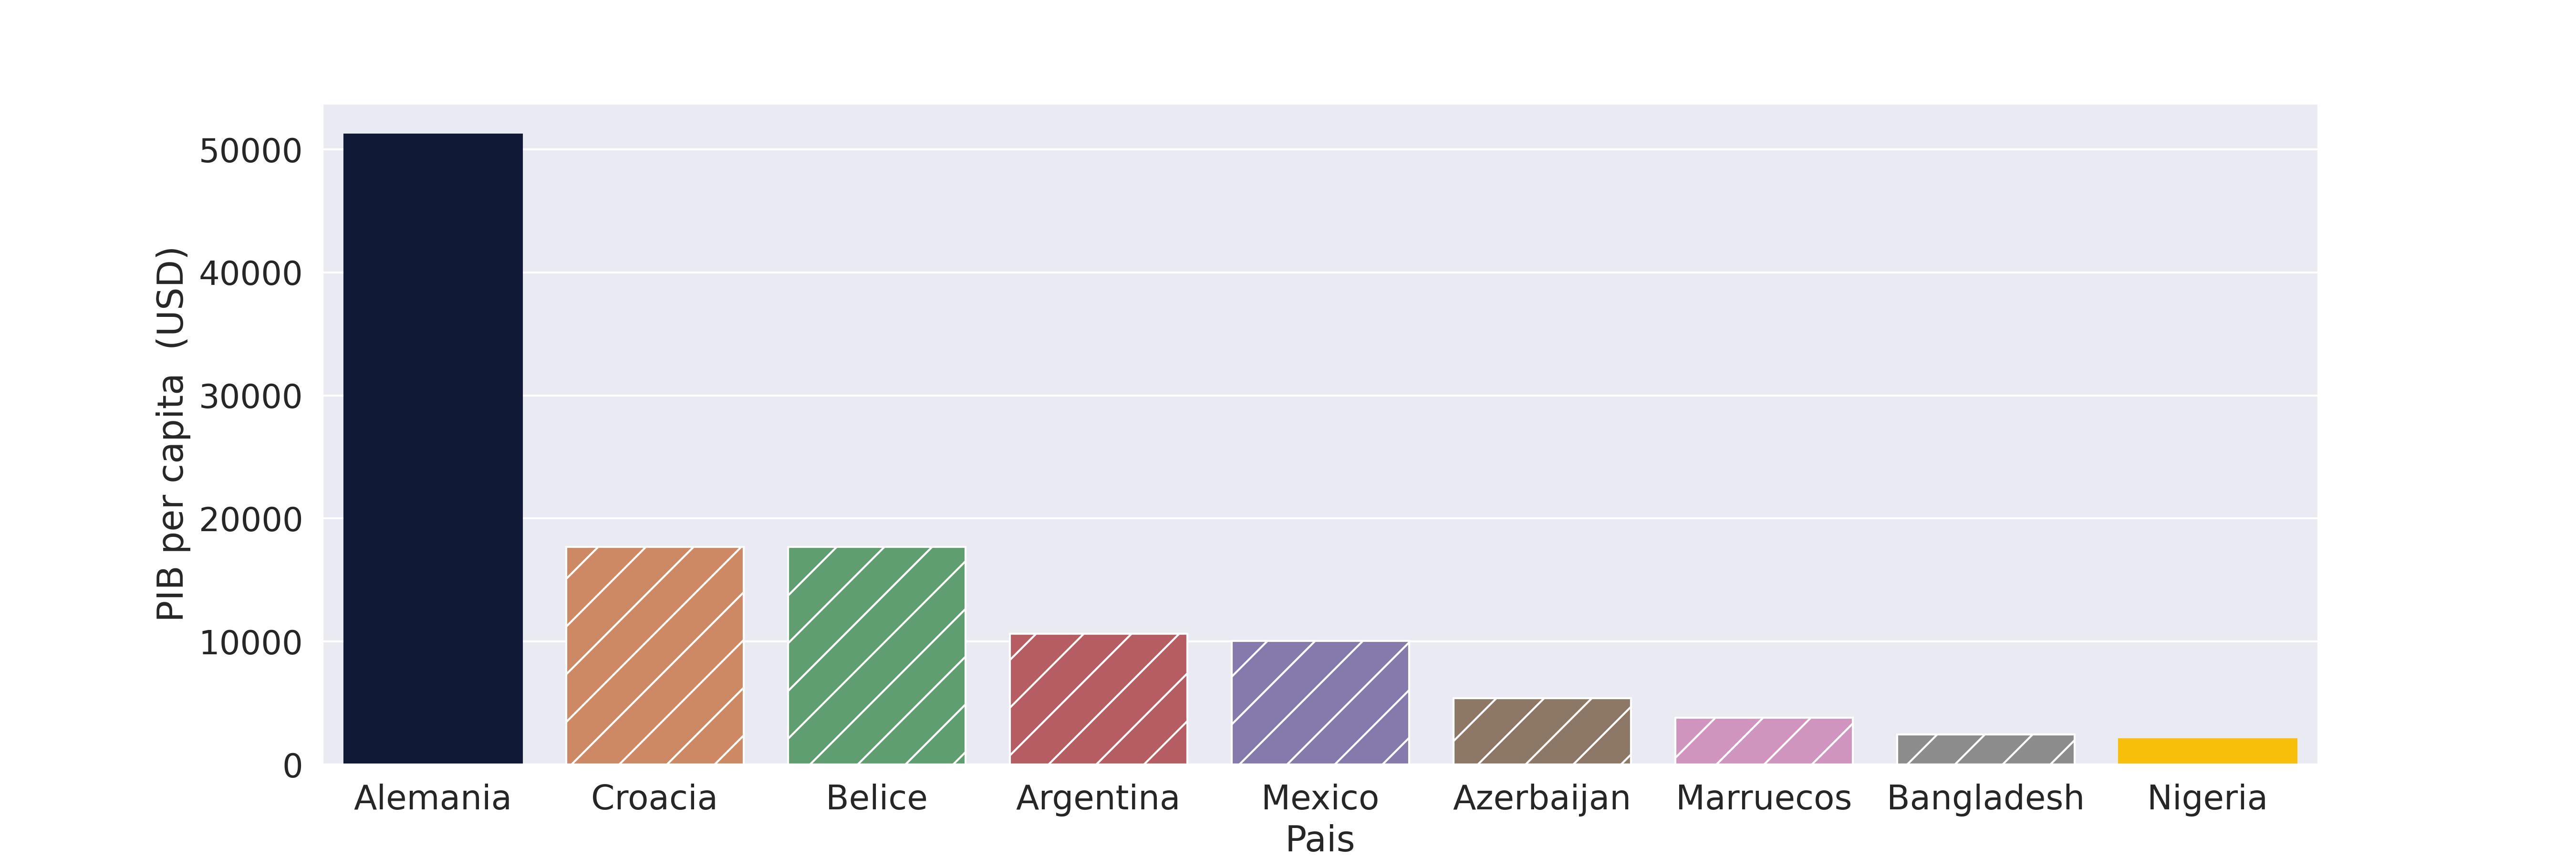 PIB per capita  (USD)
50000
40000
30000
20000
10000
0
Alemania
Croacia
Belice
Argentina
Mexico
Azerbaijan
Marruecos
Bangladesh
Nigeria
Pais